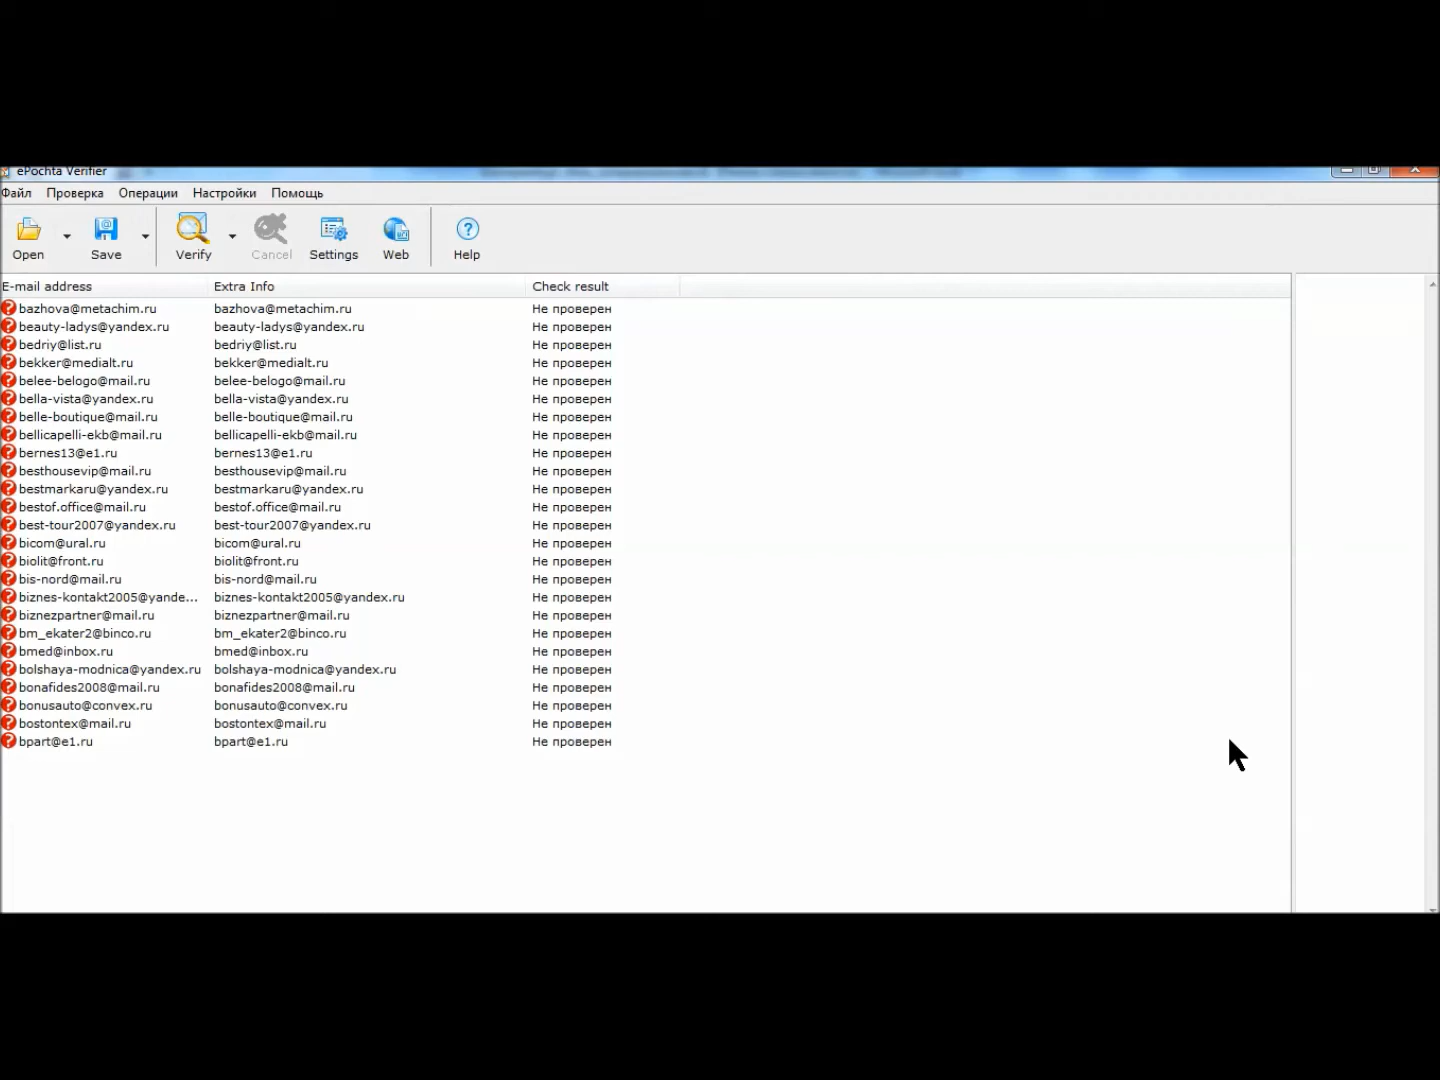 ePochta Verifier
Файл Проверка Операции Настройки Помощь
Open Save Verify Cancel Settings Web Help
E-mail address Extra Info Check result
bazhova@metachim.ru bazhova@metachim.ru Не проверен
beauty-ladys@yandex.ru beauty-ladys@yandex.ru Не проверен
bedriy@list.ru bedriy@list.ru Не проверен
bekker@medialt.ru bekker@medialt.ru Не проверен
belee-belogo@mail.ru belee-belogo@mail.ru Не проверен
bella-vista@yandex.ru bella-vista@yandex.ru Не проверен
belle-boutique@mail.ru belle-boutique@mail.ru Не проверен
bellicapelli-ekb@mail.ru bellicapelli-ekb@mail.ru Не проверен
bernes13@e1.ru bernes13@e1.ru Не проверен
besthousevip@mail.ru besthousevip@mail.ru Не проверен
bestmarkaru@yandex.ru bestmarkaru@yandex.ru Не проверен
bestof.office@mail.ru bestof.office@mail.ru Не проверен
best-tour2007@yandex.ru best-tour2007@yandex.ru Не проверен
bicom@ural.ru bicom@ural.ru Не проверен
biolit@front.ru biolit@front.ru Не проверен
bis-nord@mail.ru bis-nord@mail.ru Не проверен
biznes-kontakt2005@yande... biznes-kontakt2005@yandex.ru Не проверен
biznezpartner@mail.ru biznezpartner@mail.ru Не проверен
bm_ekater2@binco.ru bm_ekater2@binco.ru Не проверен
bmed@inbox.ru bmed@inbox.ru Не проверен
bolshaya-modnica@yandex.ru bolshaya-modnica@yandex.ru Не проверен
bonafides2008@mail.ru bonafides2008@mail.ru Не проверен
bonusauto@convex.ru bonusauto@convex.ru Не проверен
bostontex@mail.ru bostontex@mail.ru Не проверен
bpart@e1.ru bpart@e1.ru Не проверен